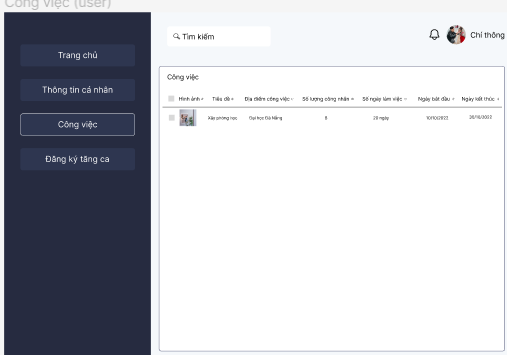 Công việc (user)
Tìm kiếm
Chí thông
Trang chủ
Thông tin cá nhân
Công việc
Đăng ký tăng ca
Công việc
Hình ảnh Tiêu đề Địa điểm công việc Số lượng công nhân Số ngày làm việc Ngày bắt đầu Ngày kết thúc
Xây phòng học Đại học Đà Nẵng 8 20 ngày 10/10/2022 30/10/2022